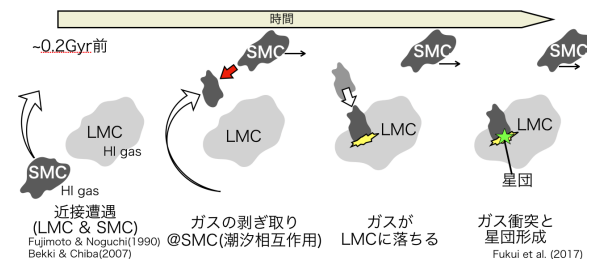 時間
~0.2Gyr前
SMC
SMC
SMC
LMC
HI gas
LMC
LMC
LMC
SMC
HI gas
星団
近接遭遇
(LMC & SMC)
Fujimoto & Noguchi(1990)
Bekki & Chiba(2007)
ガスの剥ぎ取り
@SMC(潮汐相互作用)
ガスが
LMCに落ちる
ガス衝突と
星団形成
Fukui et al. (2017)